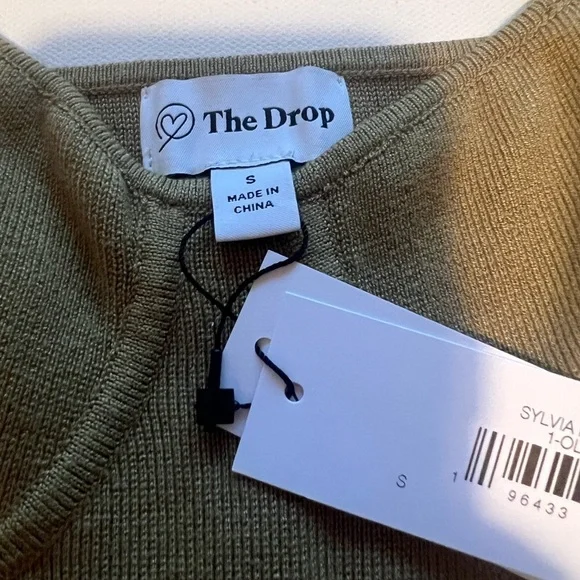 The Drop
S
MADE IN
CHINA
SYLVIA
1-OL
S
1
96433